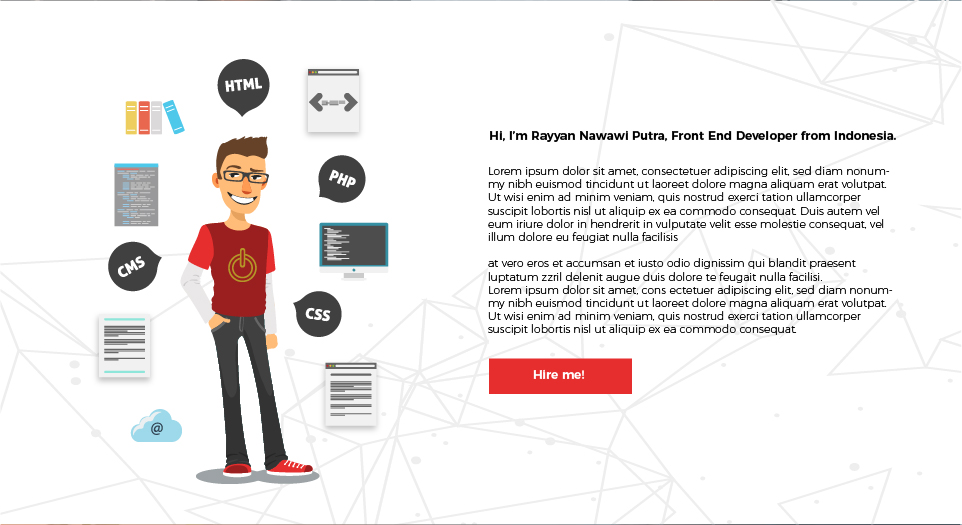 HTML
PHP
CMS
CSS
@
Hi, I'm Rayyan Nawawi Putra, Front End Developer from Indonesia.
Lorem ipsum dolor sit amet, consectetuer adipiscing elit, sed diam nonum-
my nibh euismod tincidunt ut laoreet dolore magna aliquam erat volutpat.
Ut wisi enim ad minim veniam, quis nostrud exerci tation ullamcorper
suscipit lobortis nisl ut aliquip ex ea commodo consequat. Duis autem vel
eum iriure dolor in hendrerit in vulputate velit esse molestie consequat, vel
illum dolore eu feugiat nulla facilisis
at vero eros et accumsan et iusto odio dignissim qui blandit praesent
luptatum zzril delenit augue duis dolore te feugait nulla facilisi.
Lorem ipsum dolor sit amet, cons ectetuer adipiscing elit, sed diam nonum-
my nibh euismod tincidunt ut laoreet dolore magna aliquam erat volutpat.
Ut wisi enim ad minim veniam, quis nostrud exerci tation ullamcorper
suscipit lobortis nisl ut aliquip ex ea commodo consequat.
Hire me!